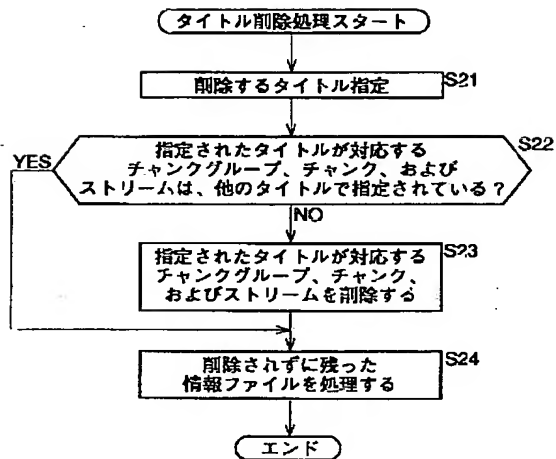 タイトル削除処理スタート
削除するタイトル指定
S21
指定されたタイトルが対応する
チャンクグループ、チャンク、および
ストリームは、他のタイトルで指定されている？
S22
YES
NO
指定されたタイトルが対応する
チャンクグループ、チャンク、
およびストリームを削除する
S23
削除されずに残った
情報ファイルを処理する
S24
エンド